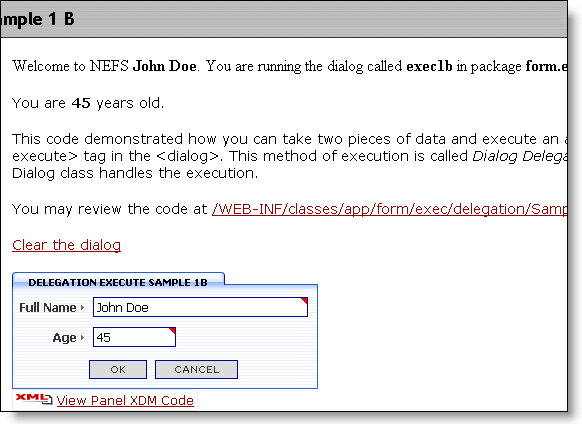 ample 1 B
Welcome to NEFS John Doe. You are running the dialog called exec1b in package form.e
You are 45 years old.
This code demonstrated how you can take two pieces of data and execute an a
execute> tag in the <dialog>. This method of execution is called Dialog Deleg
Dialog class handles the execution.
You may review the code at /WEB-INF/classes/app/form/exec/delegation/Samp
Clear the dialog
DELEGATION EXECUTE SAMPLE 1B
Full Name John Doe
Age 45
OK CANCEL
XML View Panel XDM Code